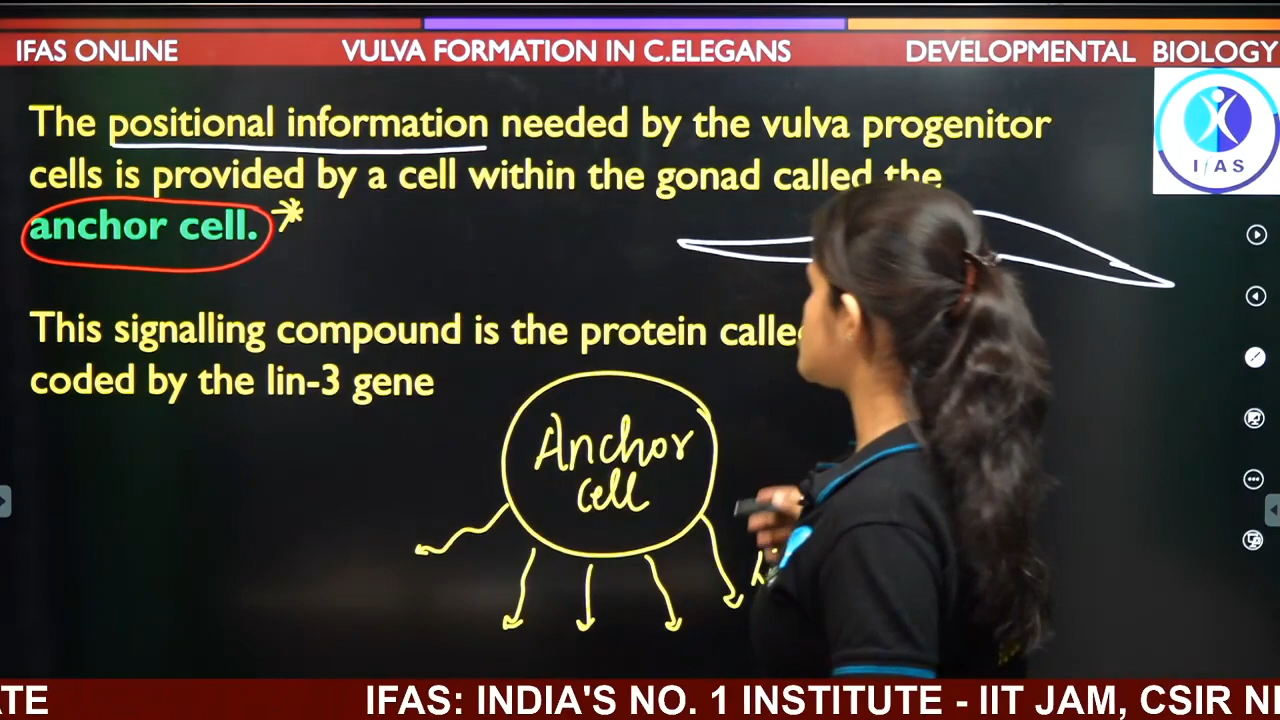 IFAS ONLINE VULVA FORMATION IN C.ELEGANS DEVELOPMENTAL BIOLOGY
The positional information needed by the vulva progenitor
cells is provided by a cell within the gonad called the
anchor cell.*
IFAS
This signalling compound is the protein
coded by the lin-3 gene
Anchor
cell
IFAS: INDIA'S NO. 1 INSTITUTE - IIT JAM, CSIR